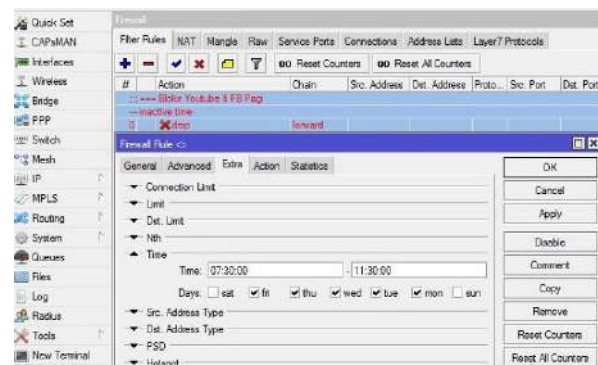 Quick Set
CAPsMAN
Interfaces
Wireless
Bridge
PPP
Switch
Mesh
IP
MPLS
Routing
System
Queues
Files
Log
Radius
Tools
New Terminal
Firewall
Filter Rules NAT Mangle Raw Service Ports Connections Address Lists Layer7 Protocols
00 Reset Counters 00 Reset All Counters
# Action Chain Src. Address Dst. Address Proto... Src. Port Dst. Port
::: === Blokir Youtube & FB Pagi
-- inactive time
0 drop forward
Firewall Rule <>
General Advanced Extra Action Statistics
Connection Limit
Limit
Dst. Limit
Nth
Time
Time: 07:30:00 - 11:30:00
Days: sat fri thu wed tue mon sun
Src. Address Type
Dst. Address Type
PSD
Hotspot
OK
Cancel
Apply
Disable
Comment
Copy
Remove
Reset Counters
Reset All Counters